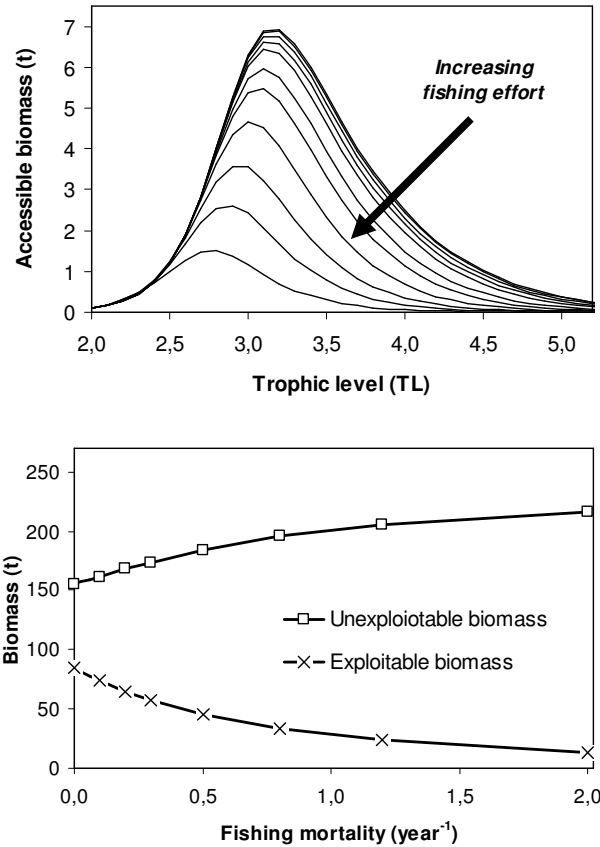 7
6
5
4
3
2
1
0
Accessible biomass (t)
Increasing
fishing effort
2,0 2,5 3,0 3,5 4,0 4,5 5,0
Trophic level (TL)
250
200
150
100
50
0
Biomass (t)
Unexploiotable biomass
Exploitable biomass
0,0 0,5 1,0 1,5 2,0
Fishing mortality (year-1)